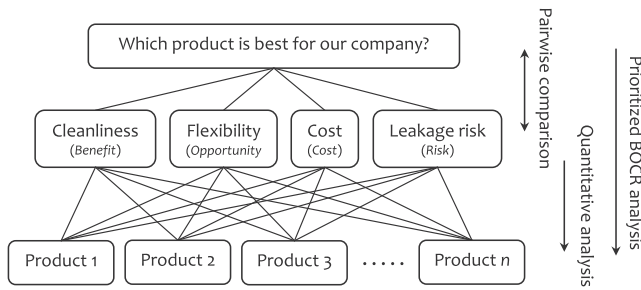 Which product is best for our company?
Cleanliness
(Benefit)
Flexibility
(Opportunity
Cost
(Cost)
Leakage risk
(Risk)
Product 1
Product 2
Product 3
.....
Product n
Pairwise comparison
Quantitative analysis
Prioritized BOCR analysis